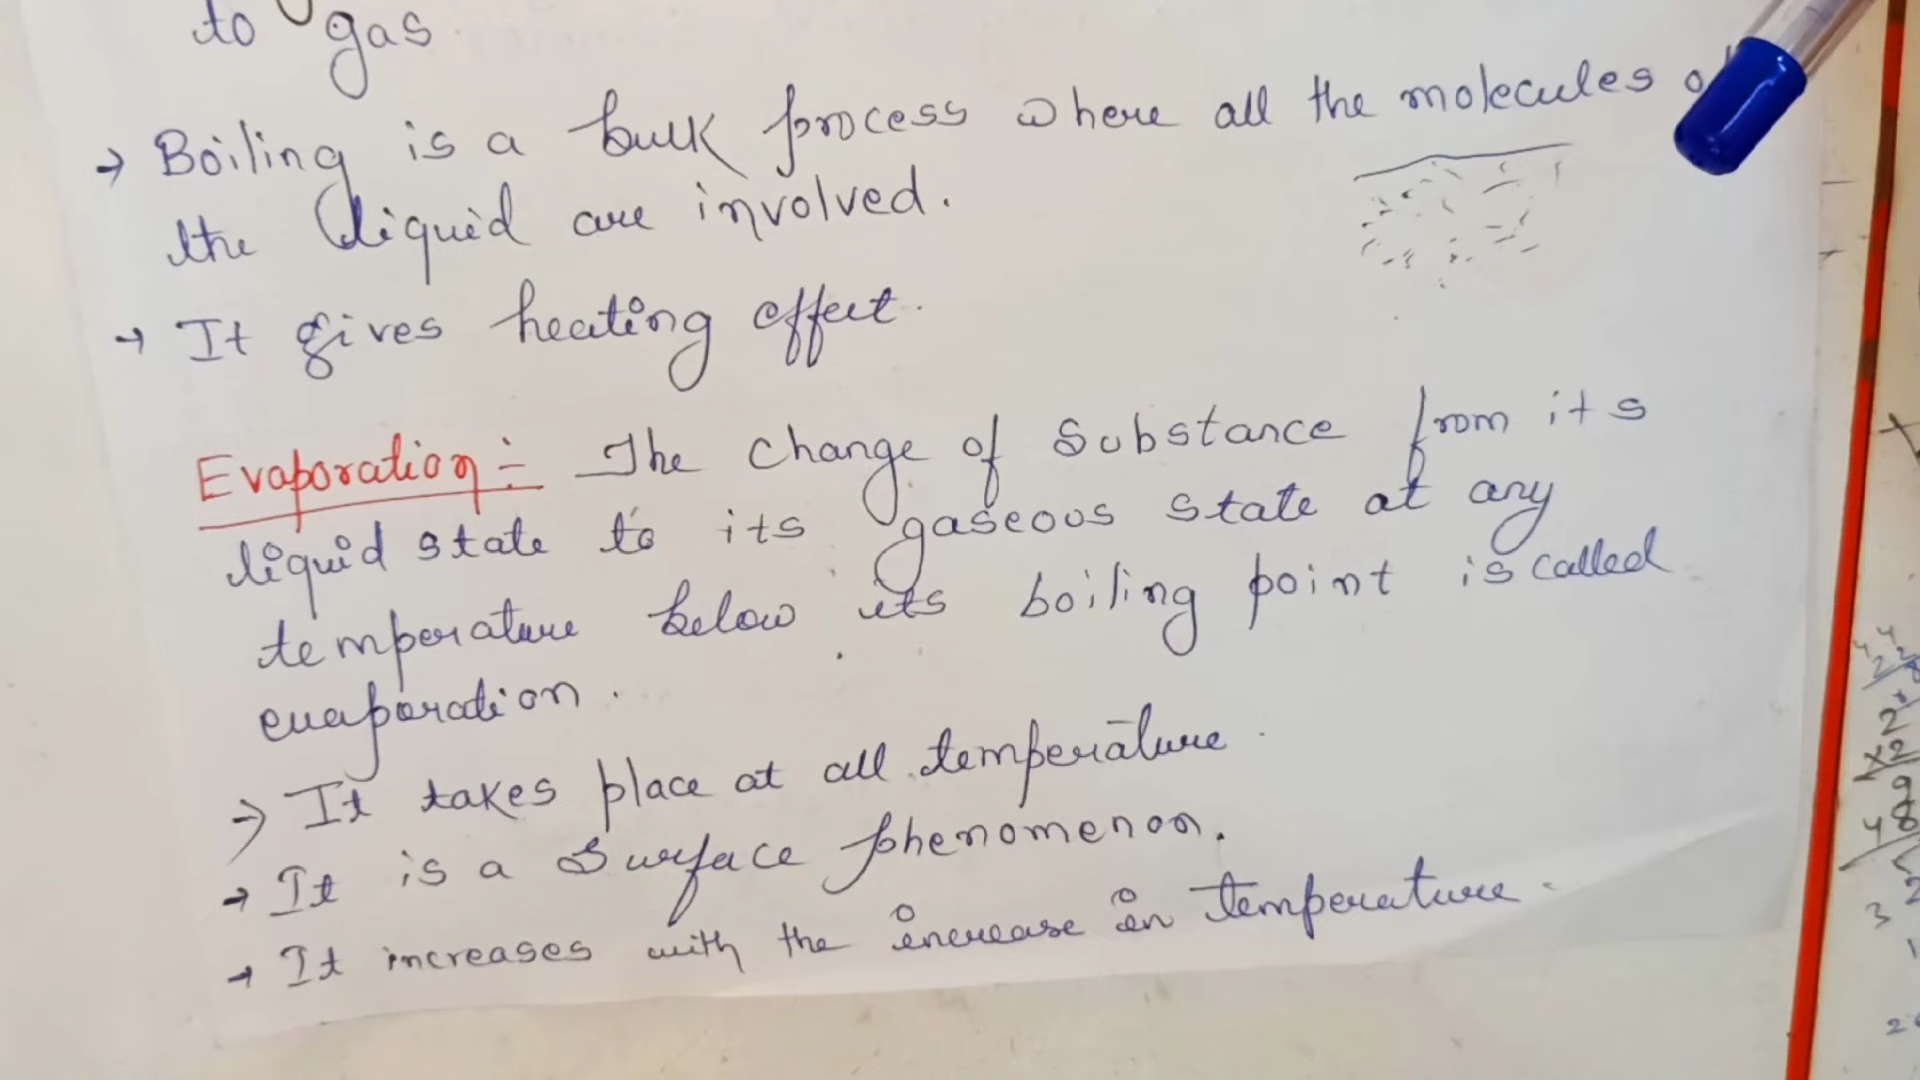 to gas
→ Boiling is a bulk process where all the molecules
the liquid are involved.
→ It gives heating effect.
Evaporation:- The change of substance from its
liquid state to its gaseous state at any
temperature below its boiling point is called
evaporation.
→ It takes place at all temperature.
→ It is a surface phenomenon.
→ It increases with the increase in temperature.